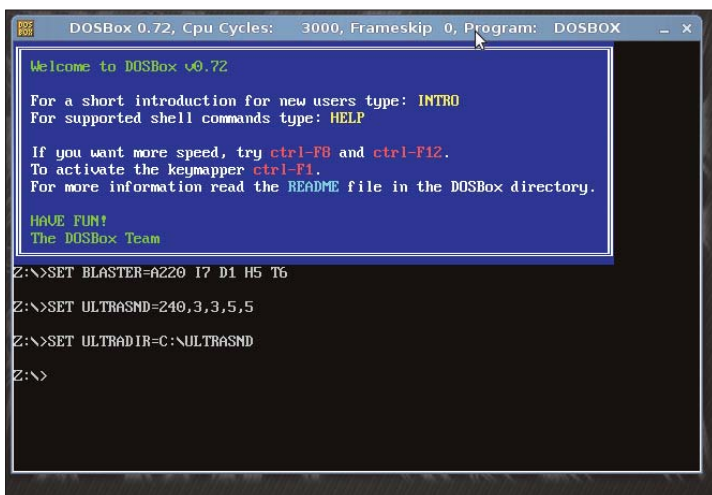 DOS BOX DOSBox 0.72, Cpu Cycles: 3000, Frameskip 0, Program: DOSBOX
Welcome to DOSBox v0.72
For a short introduction for new users type: INTRO
For supported shell commands type: HELP
If you want more speed, try ctrl-F8 and ctrl-F12.
To activate the keymapper ctrl-F1.
For more information read the README file in the DOSBox directory.
HAVE FUN!
The DOSBox Team
Z:\>SET BLASTER=A220 I7 D1 H5 T6
Z:\>SET ULTRASND=240,3,3,5,5
Z:\>SET ULTRADIR=C:\ULTRASND
Z:\>